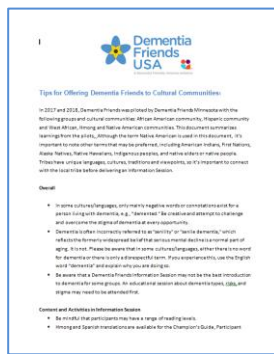 Dementia
Friends
USA
Tips for Offering Dementia Friends to Cultural Communities:
In 2017 and 2018, Dementia Friends was piloted by Dementia Friends Minnesota with the
following groups and cultural communities: African American community, Hispanic community
and West African, Hmong and Native American communities. This document summarizes
learnings from the pilots. Although the term Native American is used in this document, it's
important to note other terms that may be preferred, including American Indians, First Nations,
Alaska Natives, Native Hawaiians, Indigenous peoples, and native elders or native people.
Tribes have unique languages, cultures, traditions and viewpoints, so it's important to connect
with the local tribe before delivering an Information Session.
Overall
• In some cultures/languages, only mainly negative words or connotations exist for a
person living with dementia, e.g., "demented." Be creative and attempt to challenge
and overcome the stigma of dementia at every opportunity.
• Dementia is often incorrectly referred to as "senility" or "senile dementia," which
reflects the formerly widespread belief that serious mental decline is a normal part of
aging. It is not. Please be aware that in some cultures/languages, either there is no word
for dementia or there is only a disrespectful term. If you experience this, use the English
word "dementia" and explain why you are doing so.
• Be aware that a Dementia Friends Information Session may not be the best introduction
to dementia for some groups. An educational session about dementia types, risks, and
stigma may need to be attended first.
Content and Activities in Information Session
• Be mindful that participants may have a range of reading levels.
• Hmong and Spanish translations are available for the Champion's Guide, Participant